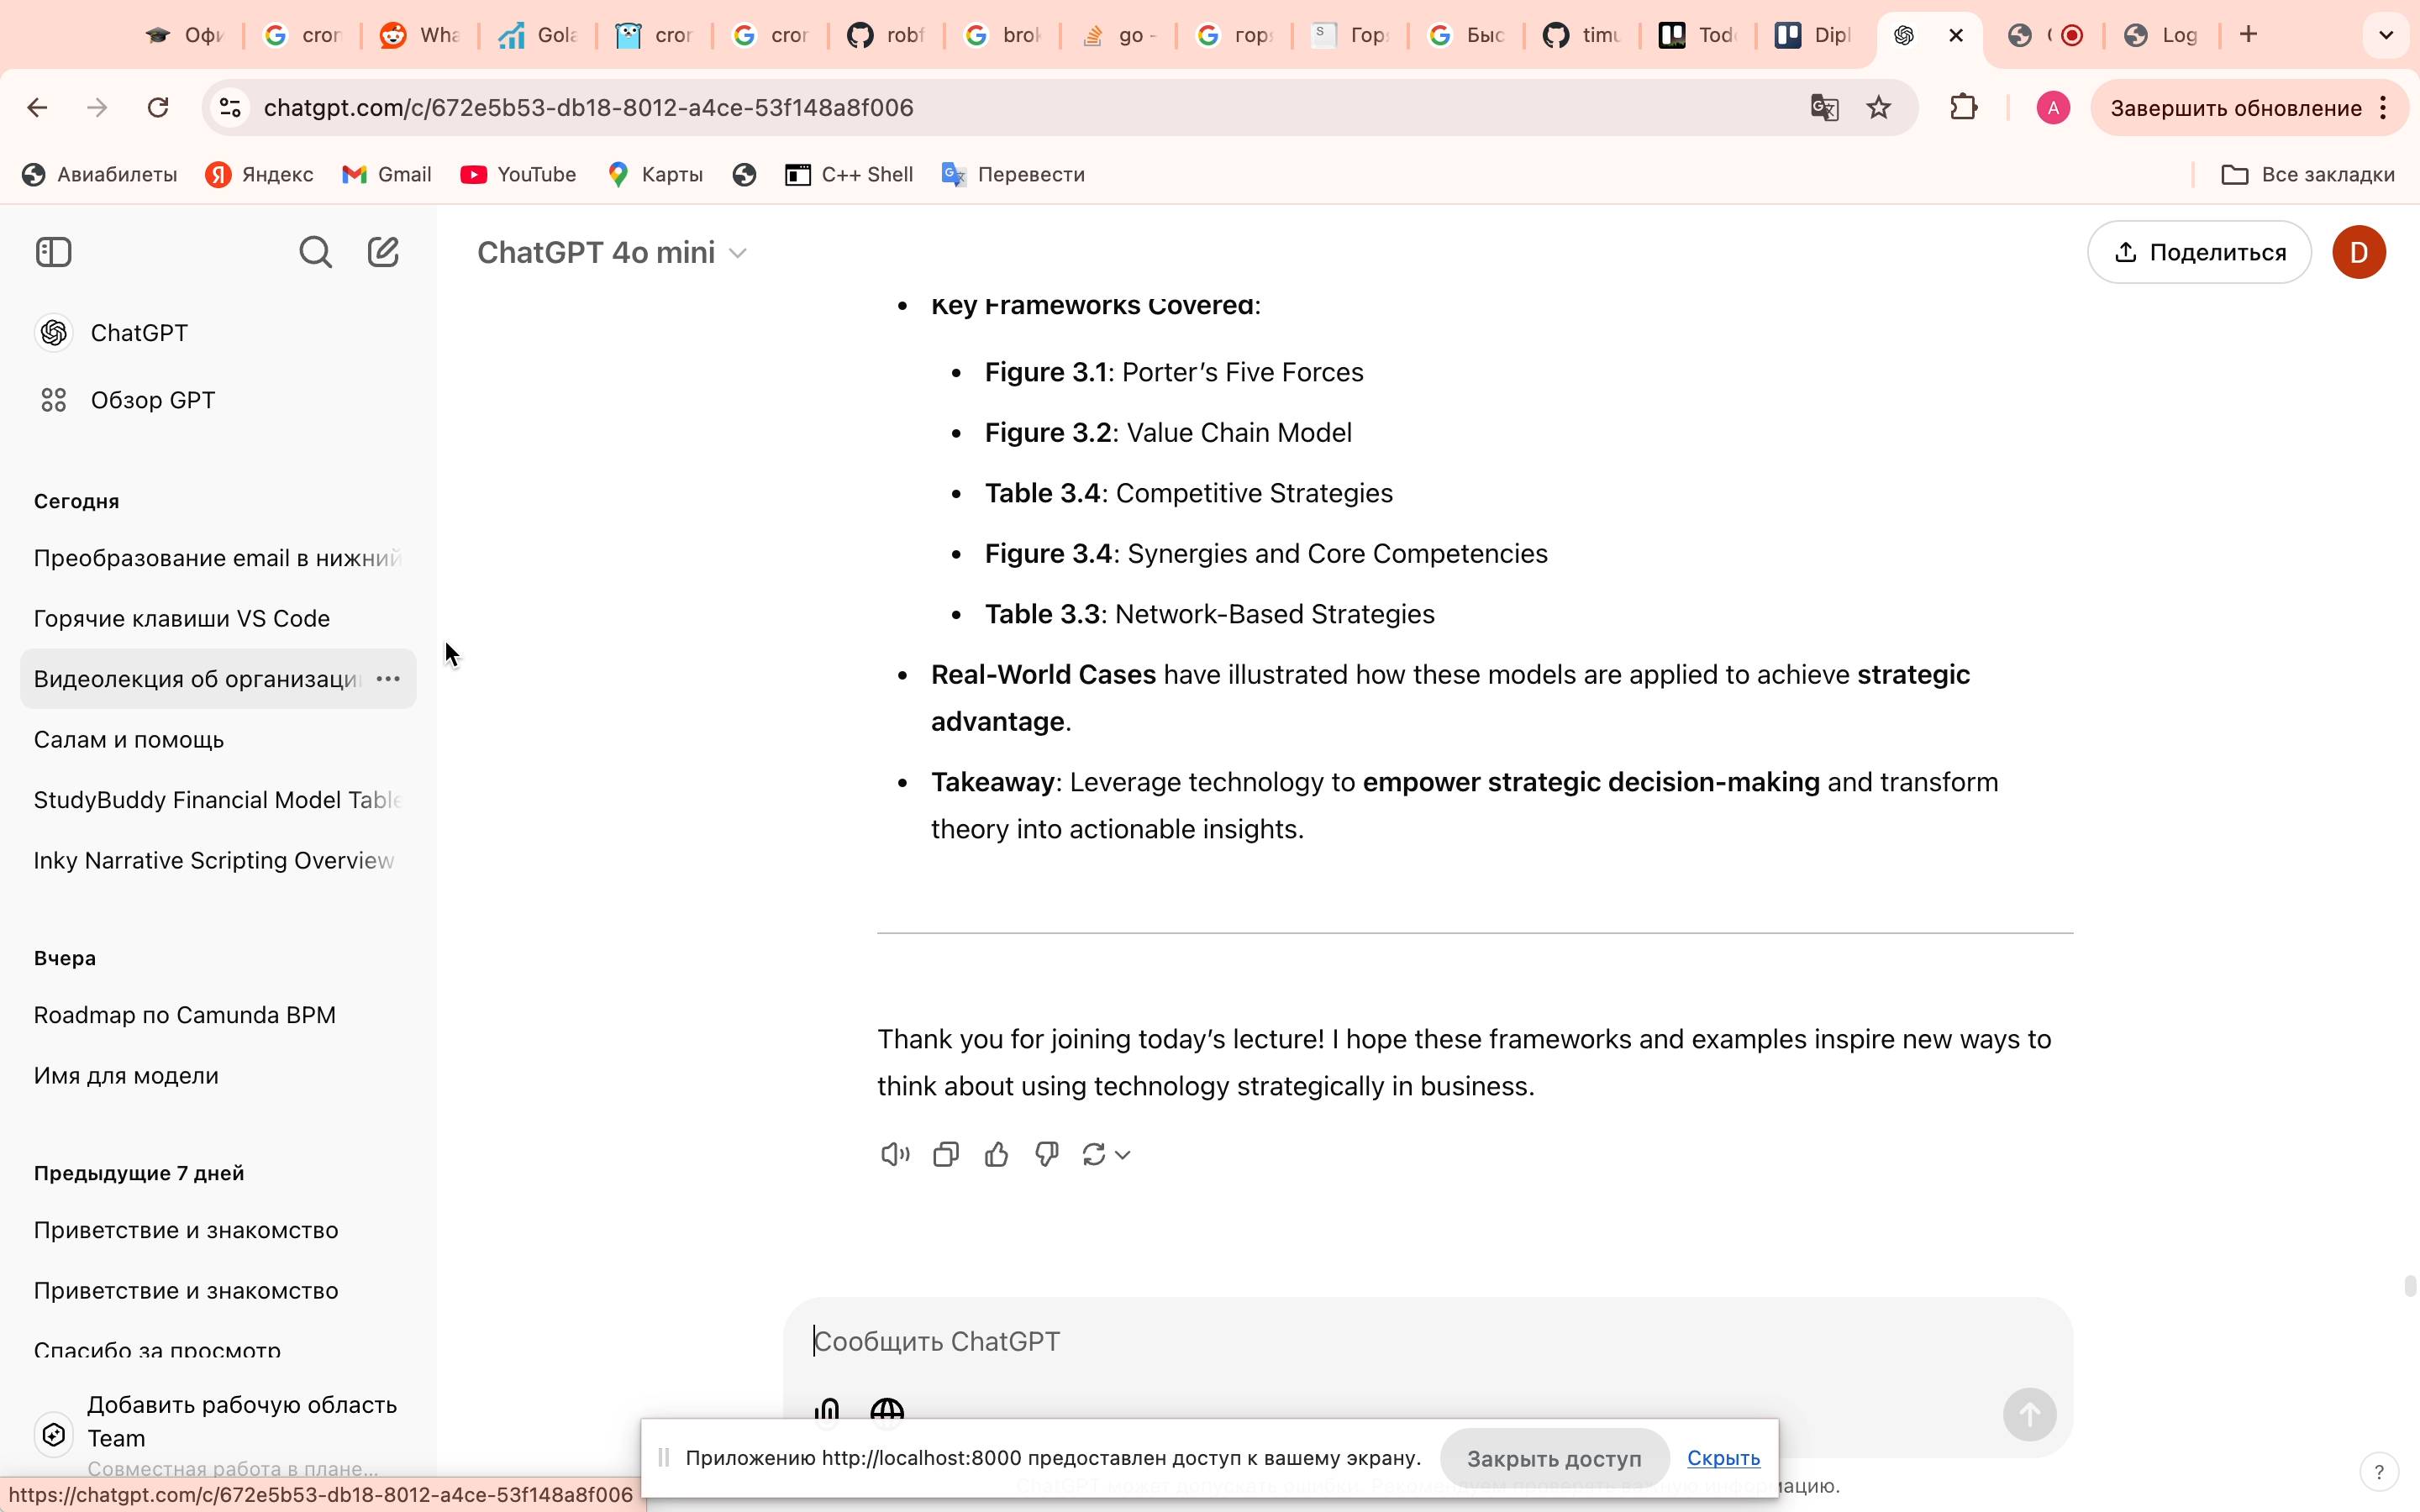 Офи
cron
Wha
Gola
cror
cror
robf
brok
go -
горя
Горя
Быс
timu
Tod
Dipl
Log
chatgpt.com/c/672e5b53-db18-8012-a4ce-53f148a8f006
A
Завершить обновление
Авиабилеты
Яндекс
Gmail
YouTube
Карты
C++ Shell
Перевести
Все закладки
ChatGPT 4o mini
Поделиться
D
ChatGPT
Обзор GPT
Сегодня
Преобразование email в нижний
Горячие клавиши VS Code
Видеолекция об организаци
Салам и помощь
StudyBuddy Financial Model Table
Inky Narrative Scripting Overview
Вчера
Roadmap по Camunda BPM
Имя для модели
Предыдущие 7 дней
Приветствие и знакомство
Приветствие и знакомство
Спасибо за просмотр
Добавить рабочую область
Team
Совместная работа в плане...
https://chatgpt.com/c/672e5b53-db18-8012-a4ce-53f148a8f006
• Key Frameworks Covered:
• Figure 3.1: Porter’s Five Forces
• Figure 3.2: Value Chain Model
• Table 3.4: Competitive Strategies
• Figure 3.4: Synergies and Core Competencies
• Table 3.3: Network-Based Strategies
• Real-World Cases have illustrated how these models are applied to achieve strategic
advantage.
• Takeaway: Leverage technology to empower strategic decision-making and transform
theory into actionable insights.
Thank you for joining today’s lecture! I hope these frameworks and examples inspire new ways to
think about using technology strategically in business.
Сообщить ChatGPT
Приложению http://localhost:8000 предоставлен доступ к вашему экрану.
Закрыть доступ
Скрыть
?